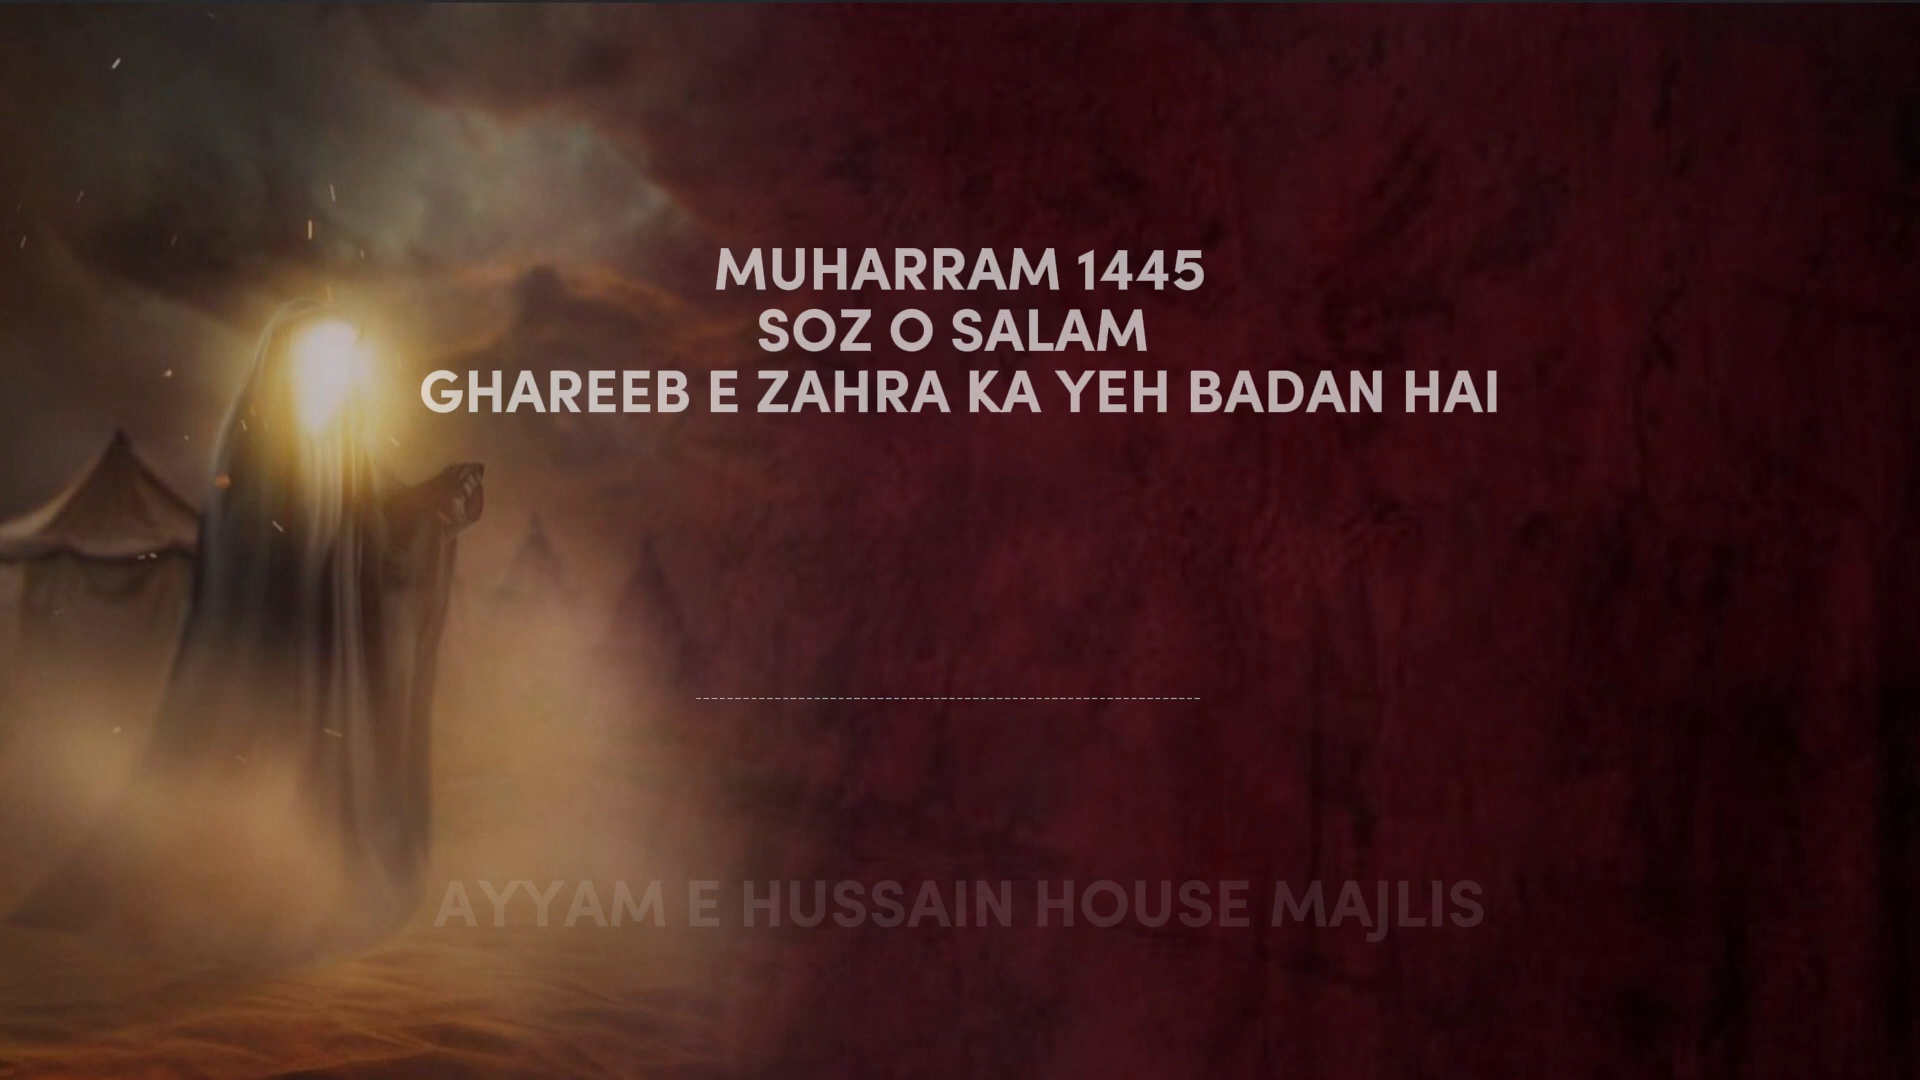 MUHARRAM 1445
SOZ O SALAM
GHAREEB E ZAHRA KA YEH BADAN HAI
AYYAM E HUSSAIN HOUSE MAJLIS